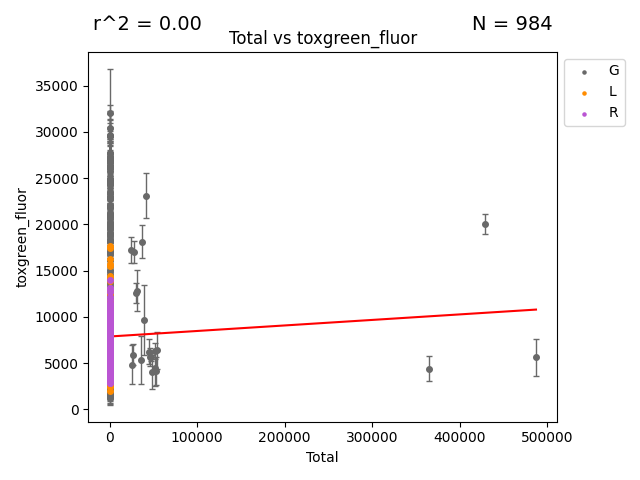 r^2 = 0.00
N = 984
Total vs toxgreen_fluor
G
L
R
toxgreen_fluor
35000
30000
25000
20000
15000
10000
5000
0
0
100000
200000
300000
400000
500000
Total